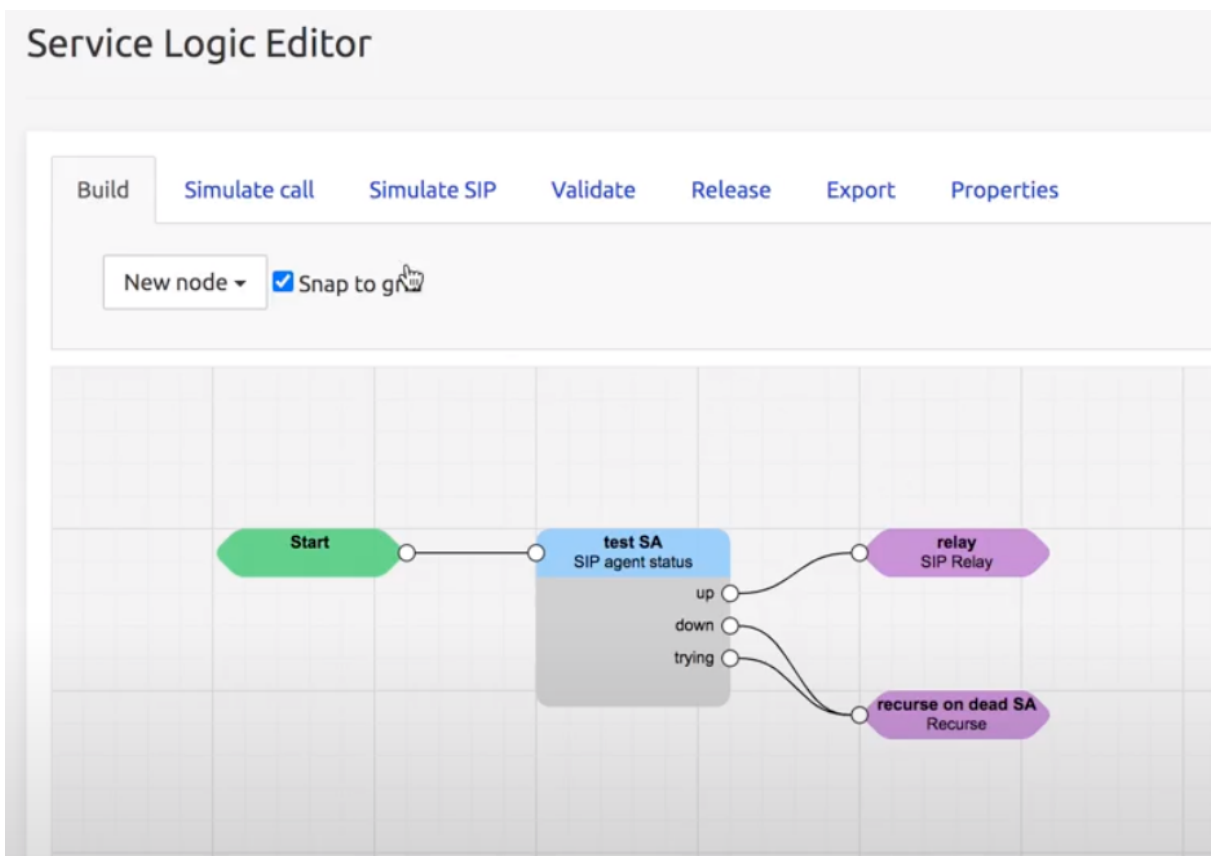 Service Logic Editor
Build Simulate call Simulate SIP Validate Release Export Properties
New node Snap to
Start
test SA
SIP agent status
up
down
trying
relay
SIP Relay
recurse on dead SA
Recurse